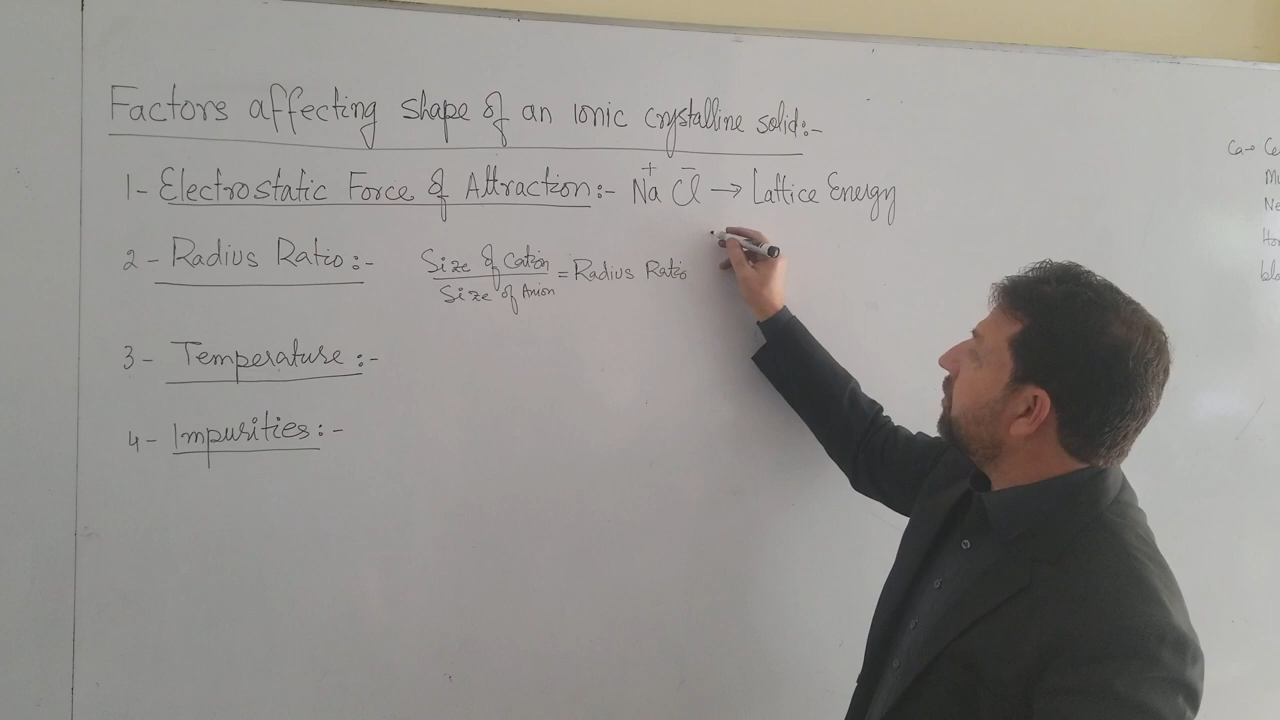 Factors affecting shape of an ionic crystalline solid:-
1- Electrostatic Force of Attraction:- Na+ Cl- → Lattice Energy
2- Radius Ratio:- Size of Cation / Size of Anion = Radius Ratio
3- Temperature:-
4- Impurities:-
Ca→